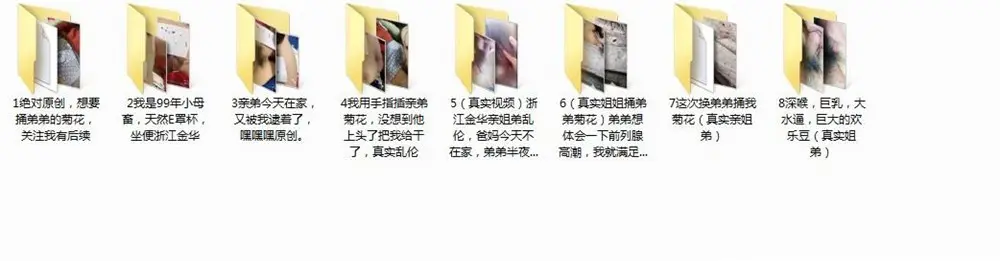 1绝对原创，想要
捅弟弟的菊花，
关注我有后续
2我是99年小母
畜，天然E罩杯，
坐便浙江金华
3亲弟今天在家，
又被我逮着了，
嘿嘿嘿原创。
4我用手指插亲弟
菊花，没想到他
上头了把我给干
了，真实乱伦
5（真实视频）浙
江金华亲姐弟乱
伦，爸妈今天不
在家，弟弟半夜...
6（真实姐姐捅弟
弟菊花）弟弟想
体会一下前列腺
高潮，我就满足...
7这次换弟弟捅我
大菊花（真实亲姐
弟）
8深喉，巨乳，大
水逼，巨大的欢
乐豆（真实姐
弟）